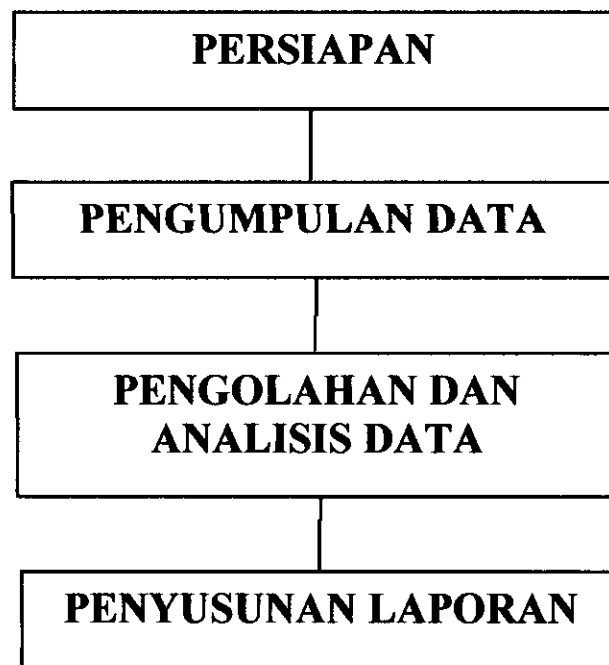 PERSIAPAN
PENGUMPULAN DATA
PENGOLAHAN DAN
ANALISIS DATA
PENYUSUNAN LAPORAN